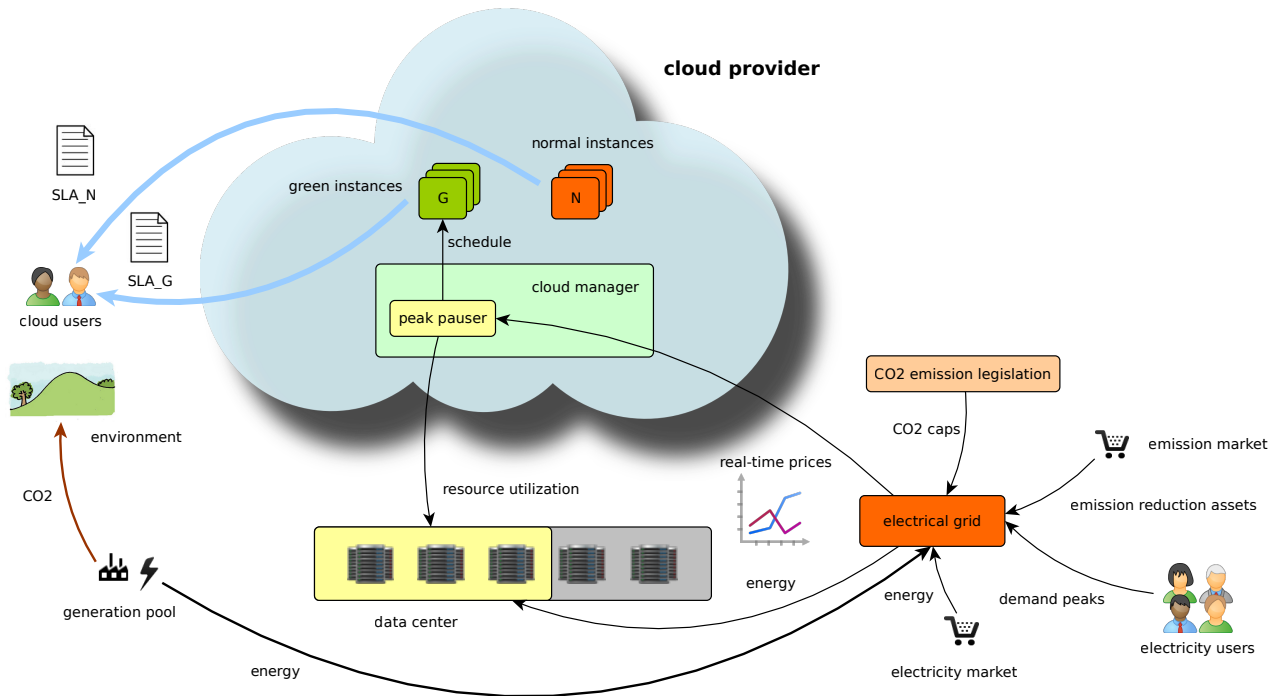 cloud provider
SLA_N
normal instances
green instances
G
N
schedule
SLA_G
cloud manager
peak pauser
cloud users
CO2 emission legislation
environment
CO2 caps
emission market
real-time prices
CO2
resource utilization
emission reduction assets
electrical grid
energy
energy
demand peaks
generation pool
data center
electricity users
energy
electricity market